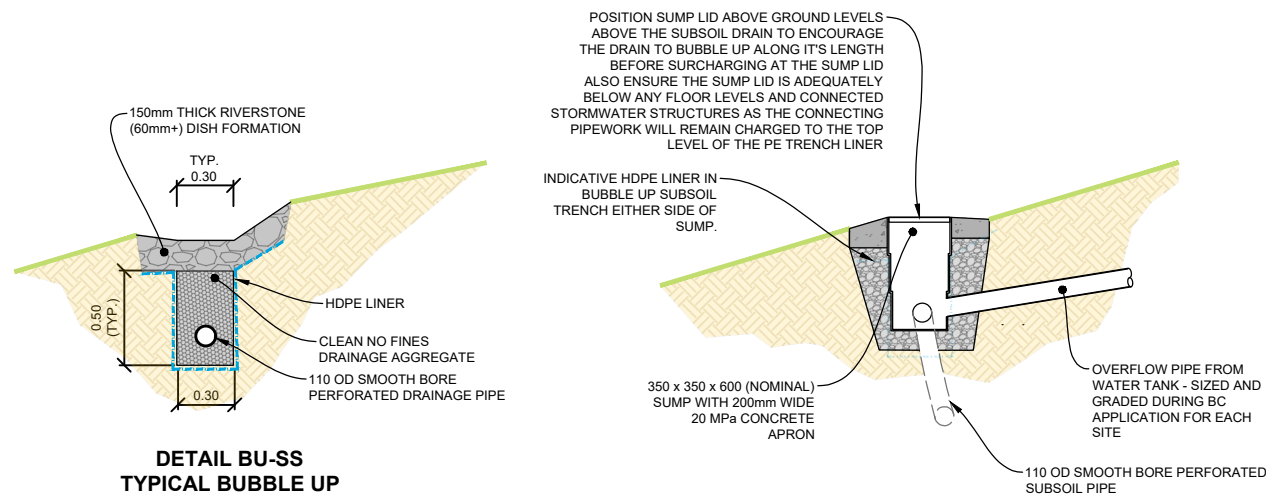 150mm THICK RIVERSTONE
(60mm+) DISH FORMATION
TYP.
0.30
0.50
(TYP.)
HDPE LINER
CLEAN NO FINES
DRAINAGE AGGREGATE
110 OD SMOOTH BORE
PERFORATED DRAINAGE PIPE
0.30
DETAIL BU-SS
TYPICAL BUBBLE UP
POSITION SUMP LID ABOVE GROUND LEVELS
ABOVE THE SUBSOIL DRAIN TO ENCOURAGE
THE DRAIN TO BUBBLE UP ALONG IT'S LENGTH
BEFORE SURCHARGING AT THE SUMP LID
ALSO ENSURE THE SUMP LID IS ADEQUATELY
BELOW ANY FLOOR LEVELS AND CONNECTED
STORMWATER STRUCTURES AS THE CONNECTING
PIPEWORK WILL REMAIN CHARGED TO THE TOP
LEVEL OF THE PE TRENCH LINER
INDICATIVE HDPE LINER IN
BUBBLE UP SUBSOIL
TRENCH EITHER SIDE OF
SUMP.
350 x 350 x 600 (NOMINAL)
SUMP WITH 200mm WIDE
20 MPa CONCRETE
APRON
OVERFLOW PIPE FROM
WATER TANK - SIZED AND
GRADED DURING BC
APPLICATION FOR EACH
SITE
110 OD SMOOTH BORE PERFORATED
SUBSOIL PIPE